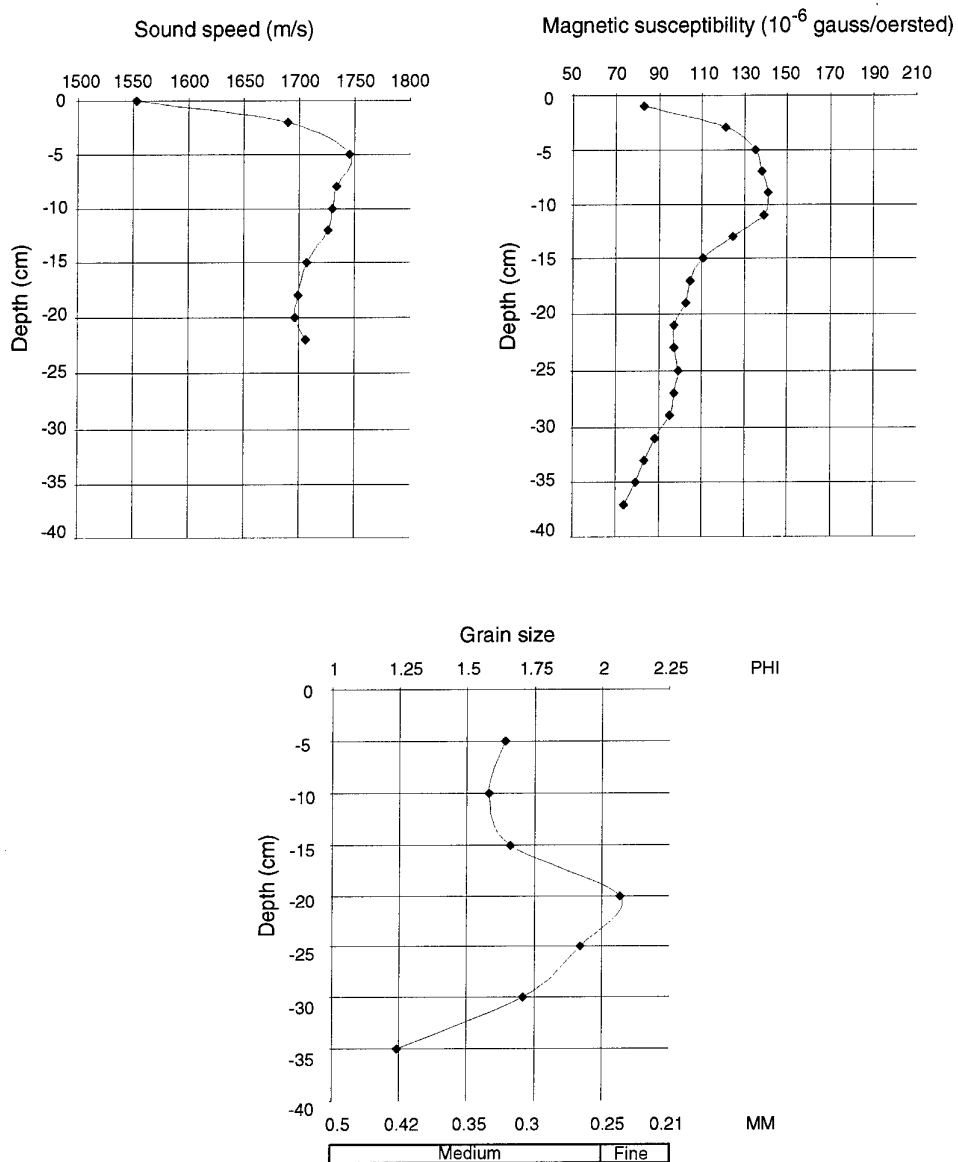 Sound speed (m/s)
1500 1550 1600 1650 1700 1750 1800
0
-5
-10
-15
-20
-25
-30
-35
-40
Depth (cm)
Magnetic susceptibility (10⁻⁶ gauss/oersted)
50 70 90 110 130 150 170 190 210
0
-5
-10
-15
-20
-25
-30
-35
-40
Depth (cm)
Grain size
1 1.25 1.5 1.75 2 2.25 PHI
0
-5
-10
-15
-20
-25
-30
-35
-40
Depth (cm)
0.5 0.42 0.35 0.3 0.25 0.21 MM
Medium Fine